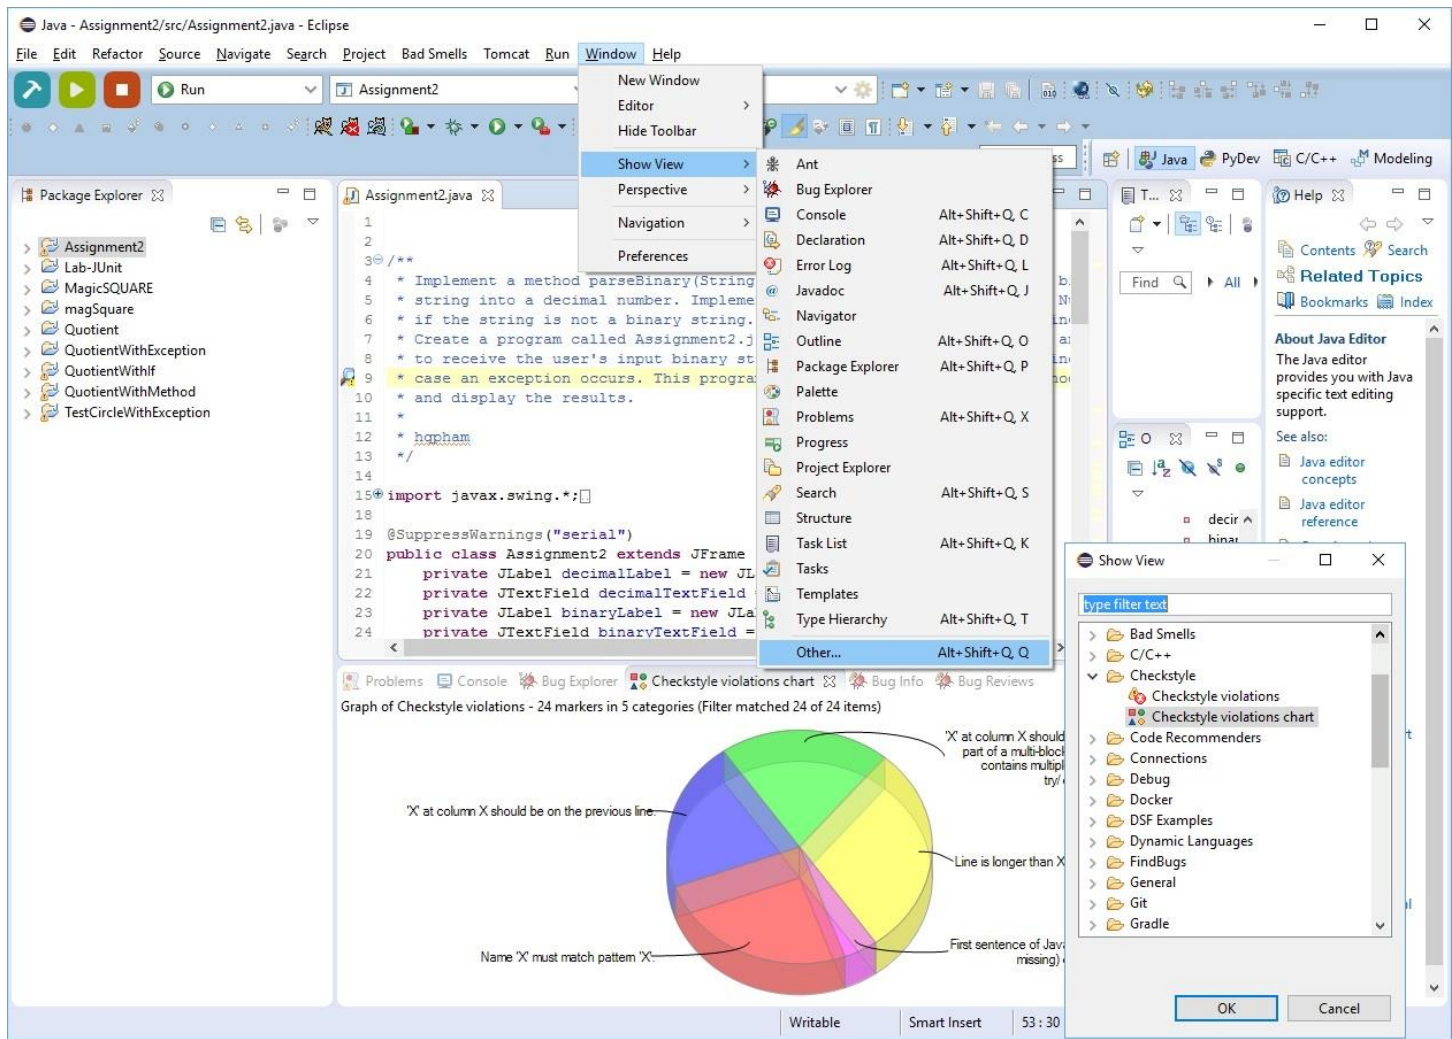 Java - Assignment2/src/Assignment2.java - Eclipse
File Edit Refactor Source Navigate Search Project Bad Smells Tomcat Run Window Help
Run
Assignment2
New Window
Editor
Hide Toolbar
Show View
Perspective
Navigation
Preferences
Ant
Bug Explorer
Console Alt+Shift+Q, C
Declaration Alt+Shift+Q, D
Error Log Alt+Shift+Q, L
Javadoc Alt+Shift+Q, J
Navigator
Outline Alt+Shift+Q, O
Package Explorer Alt+Shift+Q, P
Palette
Problems Alt+Shift+Q, X
Progress
Project Explorer
Search Alt+Shift+Q, S
Structure
Task List Alt+Shift+Q, K
Tasks
Templates
Type Hierarchy Alt+Shift+Q, T
Other... Alt+Shift+Q, Q
Java PyDev C/C++ Modeling
Package Explorer
Assignment2
Lab-JUnit
MagicSQUARE
magSquare
Quotient
QuotientWithException
QuotientWithIf
QuotientWithMethod
TestCircleWithException
Assignment2.java
1
2
3 /**
4 * Implement a method parseBinary(String
5 * string into a decimal number. Impleme
6 * if the string is not a binary string.
7 * Create a program called Assignment2.j
8 * to receive the user's input binary st
9 * case an exception occurs. This progra
10 * and display the results.
11 *
12 * hqpham
13 */
14
15 import javax.swing.*;
18
19 @SuppressWarnings("serial")
20 public class Assignment2 extends JFrame
21 private JLabel decimalLabel = new JL
22 private JTextField decimalTextField
23 private JLabel binaryLabel = new JLa
24 private JTextField binaryTextField =
T...
Find All
O
decir
Help
Contents Search
Related Topics
Bookmarks Index
About Java Editor
The Java editor
provides you with Java
specific text editing
support.
See also:
Java editor
concepts
Java editor
reference
Problems Console Bug Explorer Checkstyle violations chart Bug Info Bug Reviews
Graph of Checkstyle violations - 24 markers in 5 categories (Filter matched 24 of 24 items)
'X' at column X should
part of a multi-block
contains multipl
try/
'X' at column X should be on the previous line.
Line is longer than X
First sentence of Java
missing)
Name 'X' must match pattern 'X'.
Show View
type filter text
Bad Smells
C/C++
Checkstyle
Checkstyle violations
Checkstyle violations chart
Code Recommenders
Connections
Debug
Docker
DSF Examples
Dynamic Languages
FindBugs
General
Git
Gradle
OK Cancel
Writable Smart Insert 53 : 30